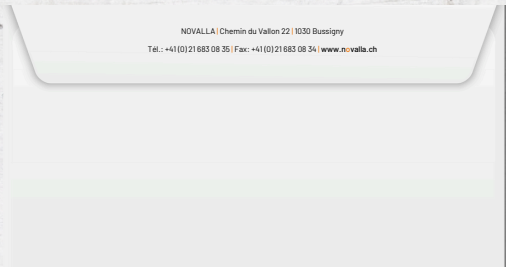 NOVALLA | Chemin du Vallon 22 | 1030 Bussigny
Tél.: +41 (0) 21 683 08 35 | Fax: +41 (0) 21 683 08 34 | www.novalla.ch